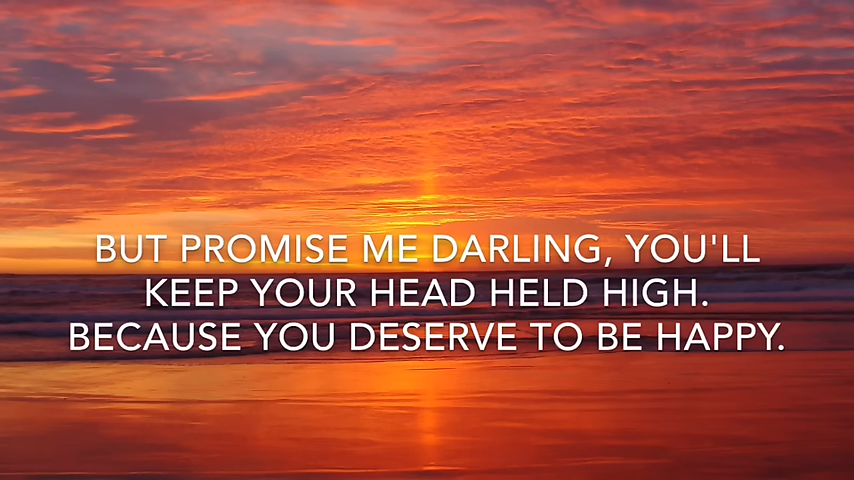 BUT PROMISE ME DARLING, YOU'LL
KEEP YOUR HEAD HELD HIGH.
BECAUSE YOU DESERVE TO BE HAPPY.